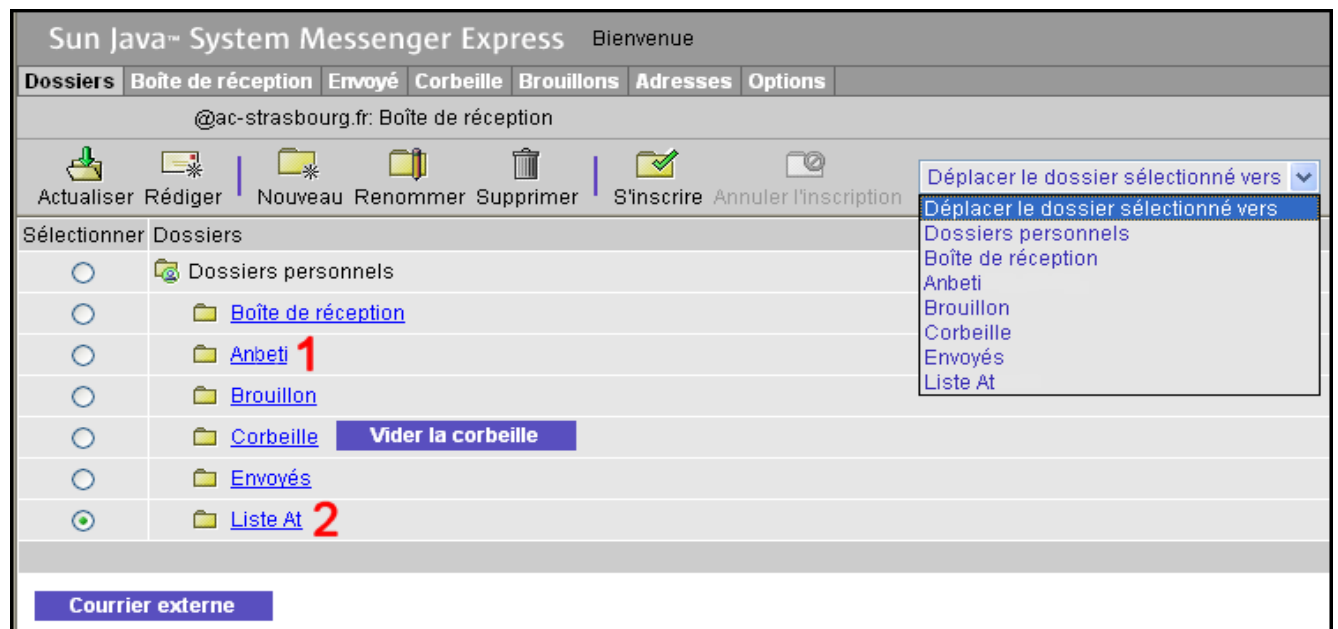 Sun Java™ System Messenger Express Bienvenue
Dossiers Boîte de réception Envoyé Corbeille Brouillons Adresses Options
@ac-strasbourg.fr: Boîte de réception
Actualiser Rédiger Nouveau Renommer Supprimer S'inscrire Annuler l'inscription
Déplacer le dossier sélectionné vers
Déplacer le dossier sélectionné vers
Dossiers personnels
Boîte de réception
Anbeti
Brouillon
Corbeille
Envoyés
Liste At
Sélectionner Dossiers
Dossiers personnels
Boîte de réception
Anbeti 1
Brouillon
Corbeille Vider la corbeille
Envoyés
Liste At 2
Courrier externe